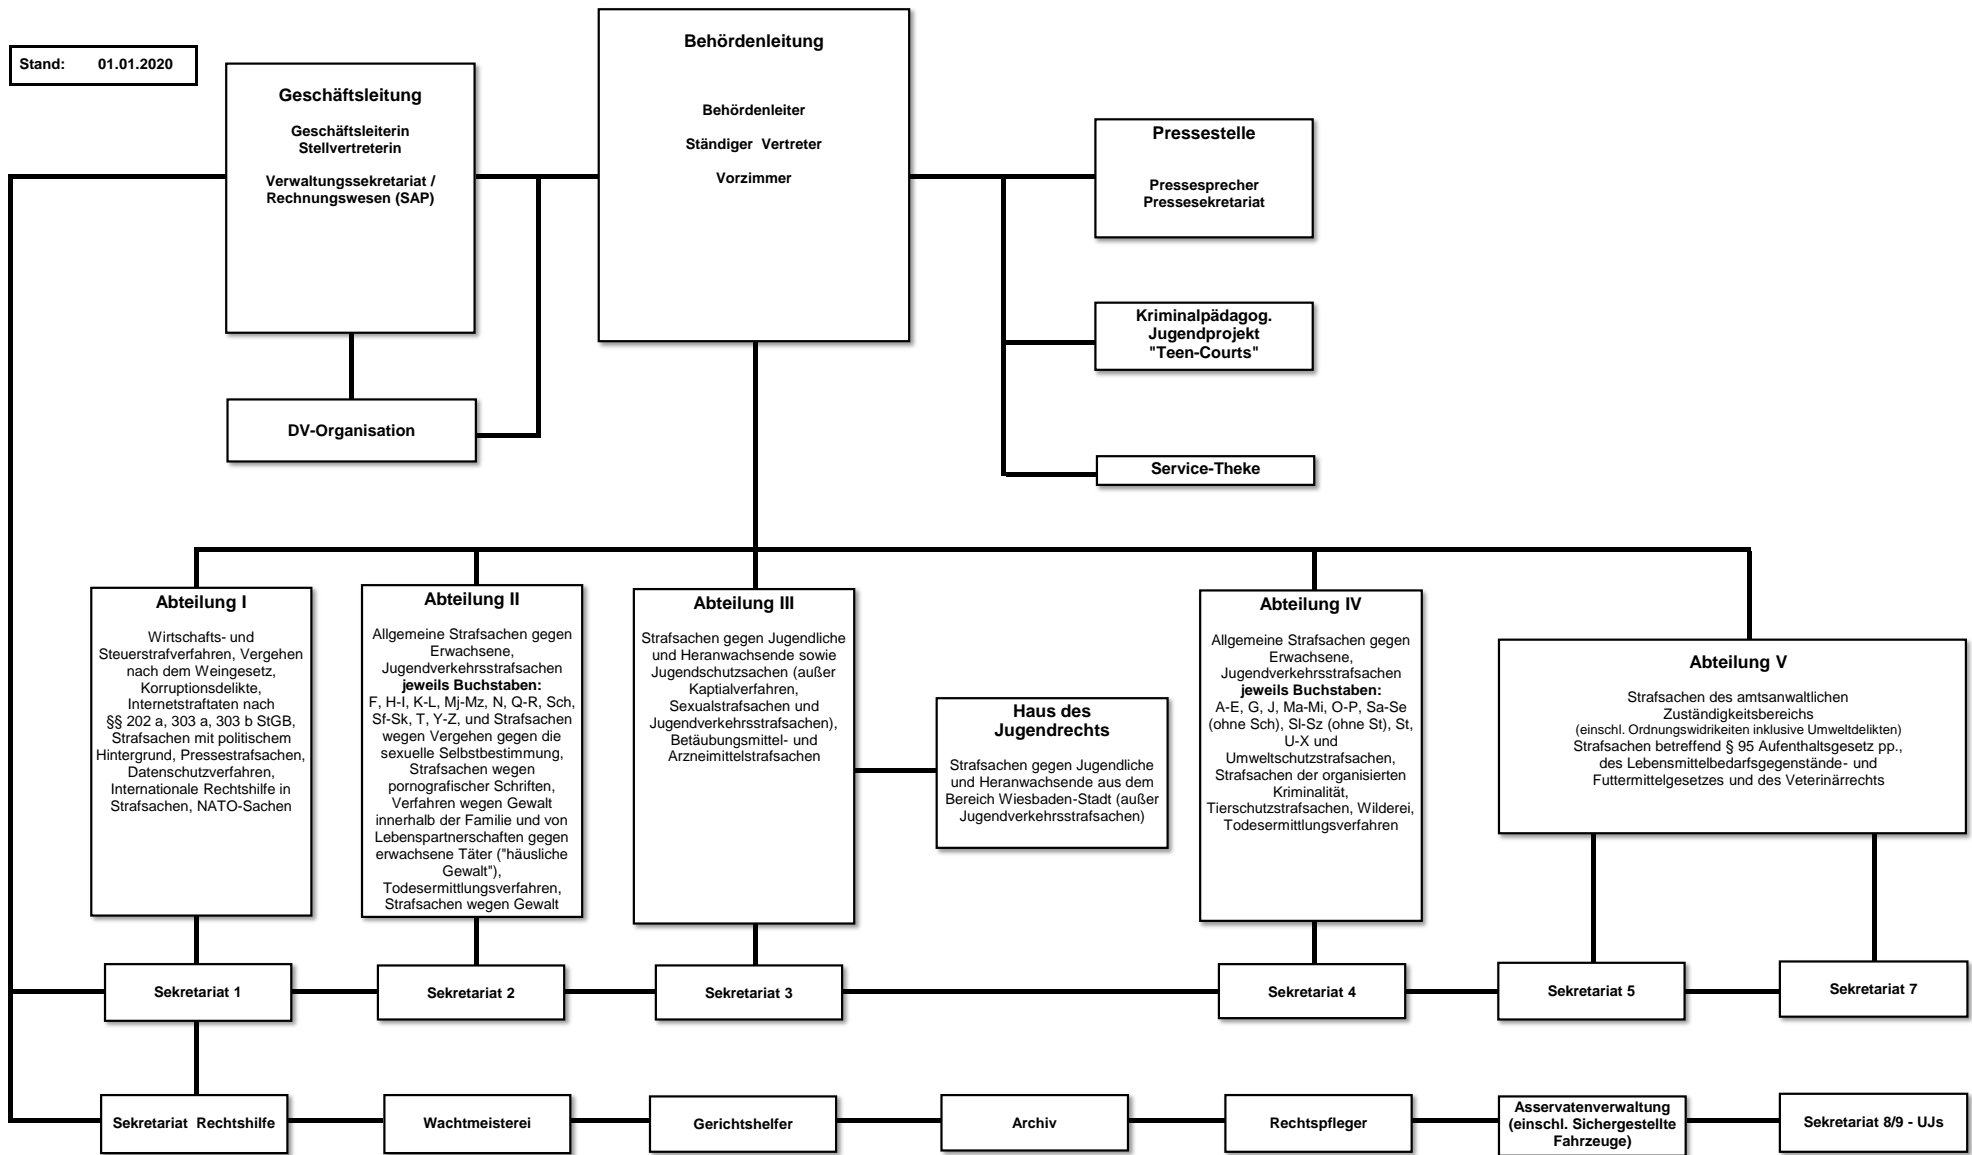 Stand: 01.01.2020
Geschäftsleitung
Geschäftsleiterin
Stellvertreterin
Verwaltungssekretariat /
Rechnungswesen (SAP)
Behördenleitung
Behördenleiter
Ständiger Vertreter
Vorzimmer
Pressestelle
Pressesprecher
Pressesekretariat
Kriminalpädagog.
Jugendprojekt
"Teen-Courts"
DV-Organisation
Service-Theke
Abteilung I
Wirtschafts- und
Steuerstrafverfahren, Vergehen
nach dem Weingesetz,
Korruptionsdelikte,
Internetstraftaten nach
§§ 202 a, 303 a, 303 b StGB,
Strafsachen mit politischem
Hintergrund, Pressestrafsachen,
Datenschutzverfahren,
Internationale Rechtshilfe in
Strafsachen, NATO-Sachen
Abteilung II
Allgemeine Strafsachen gegen
Erwachsene,
Jugendverkehrsstrafsachen
jeweils Buchstaben:
F, H-I, K-L, Mj-Mz, N, Q-R, Sch,
Sf-Sk, T, Y-Z, und Strafsachen
wegen Vergehen gegen die
sexuelle Selbstbestimmung,
Strafsachen wegen
pornografischer Schriften,
Verfahren wegen Gewalt
innerhalb der Familie und von
Lebenspartnerschaften gegen
erwachsene Täter ("häusliche
Gewalt"),
Todesermittlungsverfahren,
Strafsachen wegen Gewalt
Abteilung III
Strafsachen gegen Jugendliche
und Heranwachsende sowie
Jugendschutzsachen (außer
Kaptialverfahren,
Sexualstrafsachen und
Jugendverkehrsstrafsachen),
Betäubungsmittel- und
Arzneimittelstrafsachen
Haus des
Jugendrechts
Strafsachen gegen Jugendliche
und Heranwachsende aus dem
Bereich Wiesbaden-Stadt (außer
Jugendverkehrsstrafsachen)
Abteilung IV
Allgemeine Strafsachen gegen
Erwachsene,
Jugendverkehrsstrafsachen
jeweils Buchstaben:
A-E, G, J, Ma-Mi, O-P, Sa-Se
(ohne Sch), Sl-Sz (ohne St), St,
U-X und
Umweltschutzstrafsachen,
Strafsachen der organisierten
Kriminalität,
Tierschutzstrafsachen, Wilderei,
Todesermittlungsverfahren
Abteilung V
Strafsachen des amtsanwaltlichen
Zuständigkeitsbereichs
(einschl. Ordnungswidrikeiten inklusive Umweltdelikten)
Strafsachen betreffend § 95 Aufenthaltsgesetz pp.,
des Lebensmittelbedarfsgegenstände- und
Futtermittelgesetzes und des Veterinärrechts
Sekretariat 1
Sekretariat 2
Sekretariat 3
Sekretariat 4
Sekretariat 5
Sekretariat 7
Sekretariat Rechtshilfe
Wachtmeisterei
Gerichtshelfer
Archiv
Rechtspfleger
Asservatenverwaltung
(einschl. Sichergestellte
Fahrzeuge)
Sekretariat 8/9 - UJs